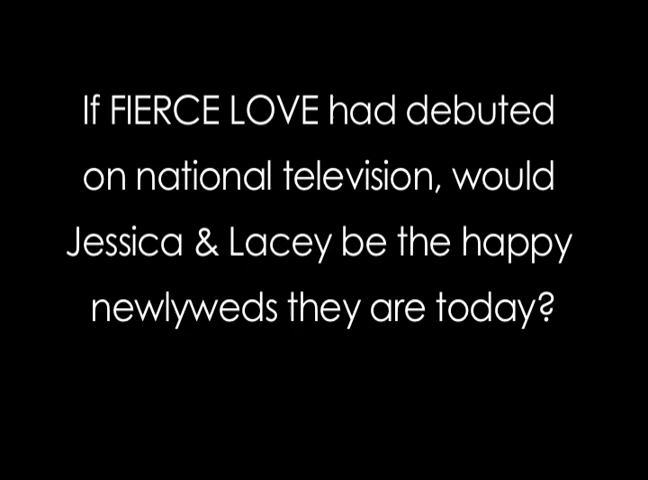 If FIERCE LOVE had debuted
on national television, would
Jessica & Lacey be the happy
newlyweds they are today?